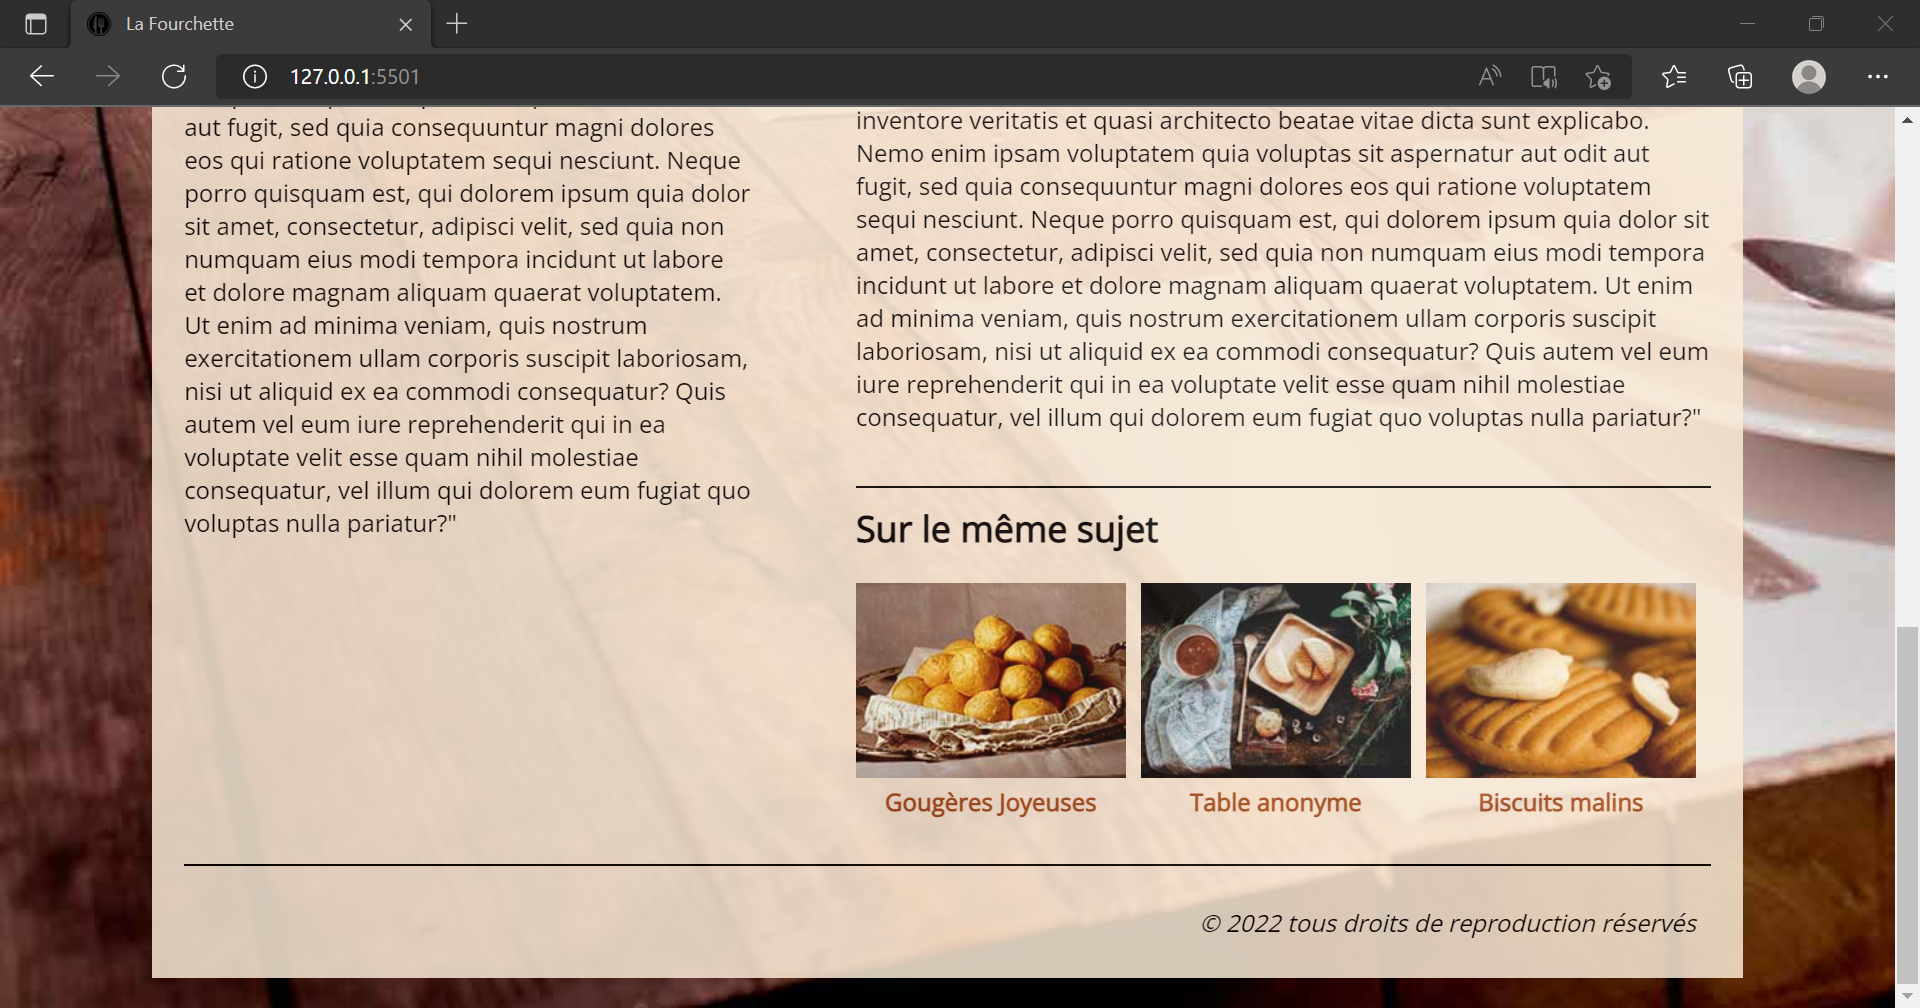 La Fourchette
127.0.0.1:5501
aut fugit, sed quia consequuntur magni dolores
eos qui ratione voluptatem sequi nesciunt. Neque
porro quisquam est, qui dolorem ipsum quia dolor
sit amet, consectetur, adipisci velit, sed quia non
numquam eius modi tempora incidunt ut labore
et dolore magnam aliquam quaerat voluptatem.
Ut enim ad minima veniam, quis nostrum
exercitationem ullam corporis suscipit laboriosam,
nisi ut aliquid ex ea commodi consequatur? Quis
autem vel eum iure reprehenderit qui in ea
voluptate velit esse quam nihil molestiae
consequatur, vel illum qui dolorem eum fugiat quo
voluptas nulla pariatur?"
inventore veritatis et quasi architecto beatae vitae dicta sunt explicabo.
Nemo enim ipsam voluptatem quia voluptas sit aspernatur aut odit aut
fugit, sed quia consequuntur magni dolores eos qui ratione voluptatem
sequi nesciunt. Neque porro quisquam est, qui dolorem ipsum quia dolor sit
amet, consectetur, adipisci velit, sed quia non numquam eius modi tempora
incidunt ut labore et dolore magnam aliquam quaerat voluptatem. Ut enim
ad minima veniam, quis nostrum exercitationem ullam corporis suscipit
laboriosam, nisi ut aliquid ex ea commodi consequatur? Quis autem vel eum
iure reprehenderit qui in ea voluptate velit esse quam nihil molestiae
consequatur, vel illum qui dolorem eum fugiat quo voluptas nulla pariatur?"
Sur le même sujet
Gougères Joyeuses
Table anonyme
Biscuits malins
© 2022 tous droits de reproduction réservés